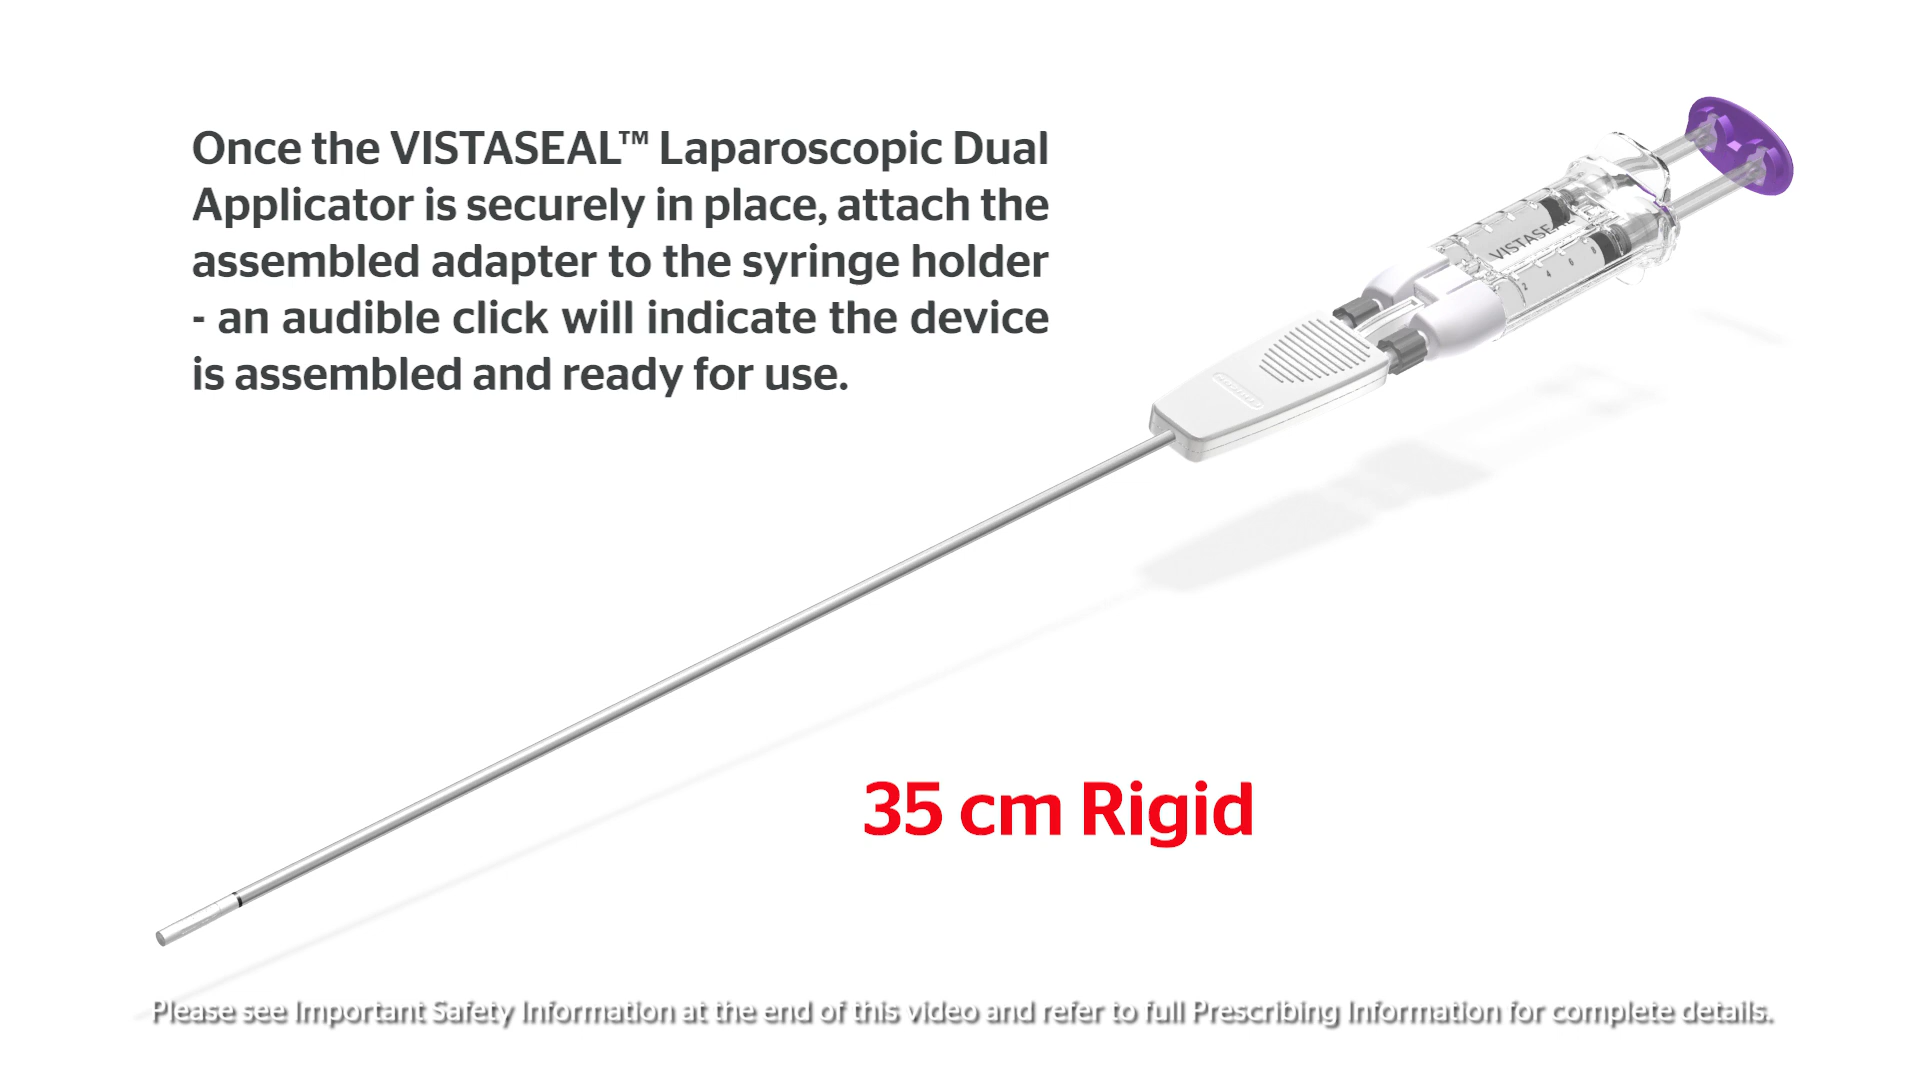 Once the VISTASEAL™ Laparoscopic Dual
Applicator is securely in place, attach the
assembled adapter to the syringe holder
- an audible click will indicate the device
is assembled and ready for use.
VISTASEAL
35 cm Rigid
Please see Important Safety Information at the end of this video and refer to full Prescribing Information for complete details.